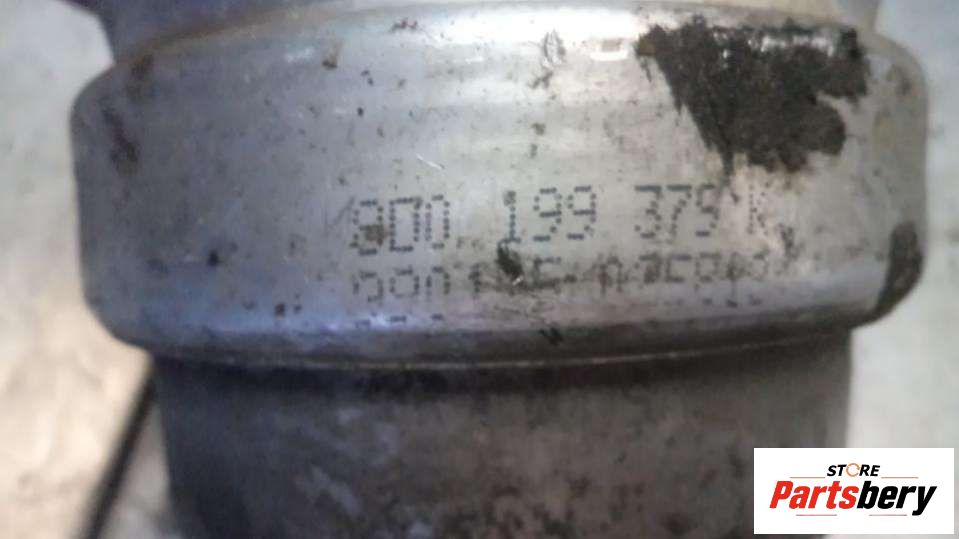 8D0 199 379 K
STORE
Partsbery